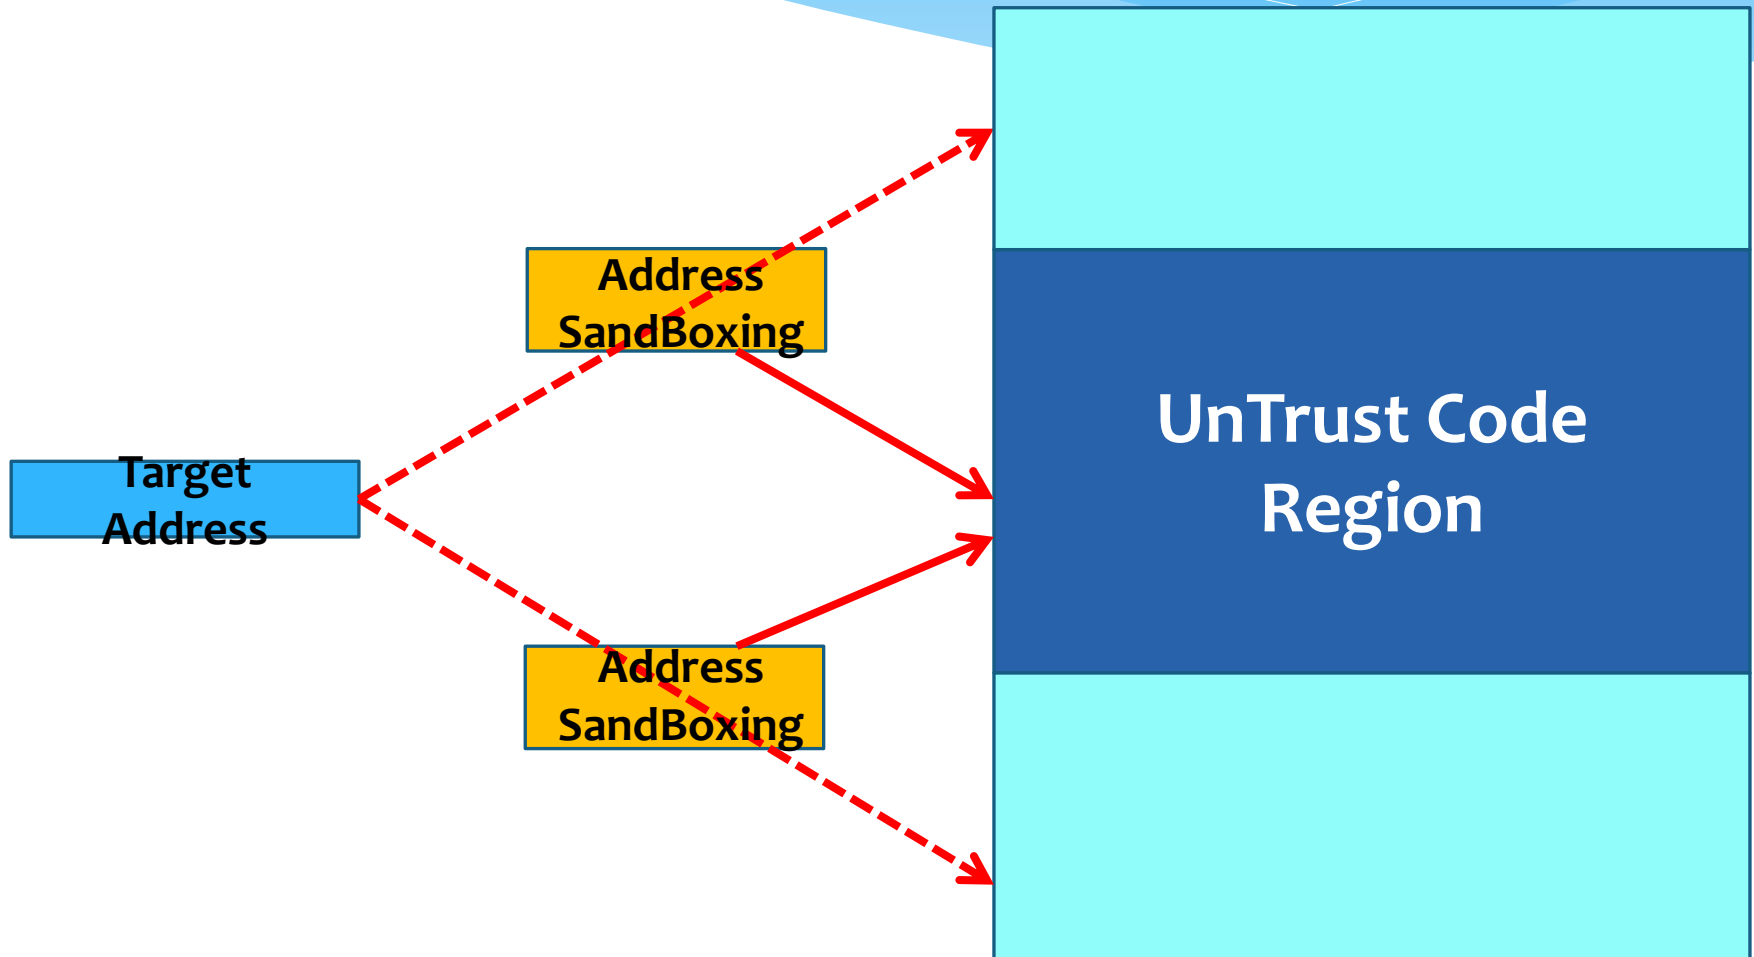 Address
SandBoxing
UnTrust Code
Region
Target
Address
Address
SandBoxing